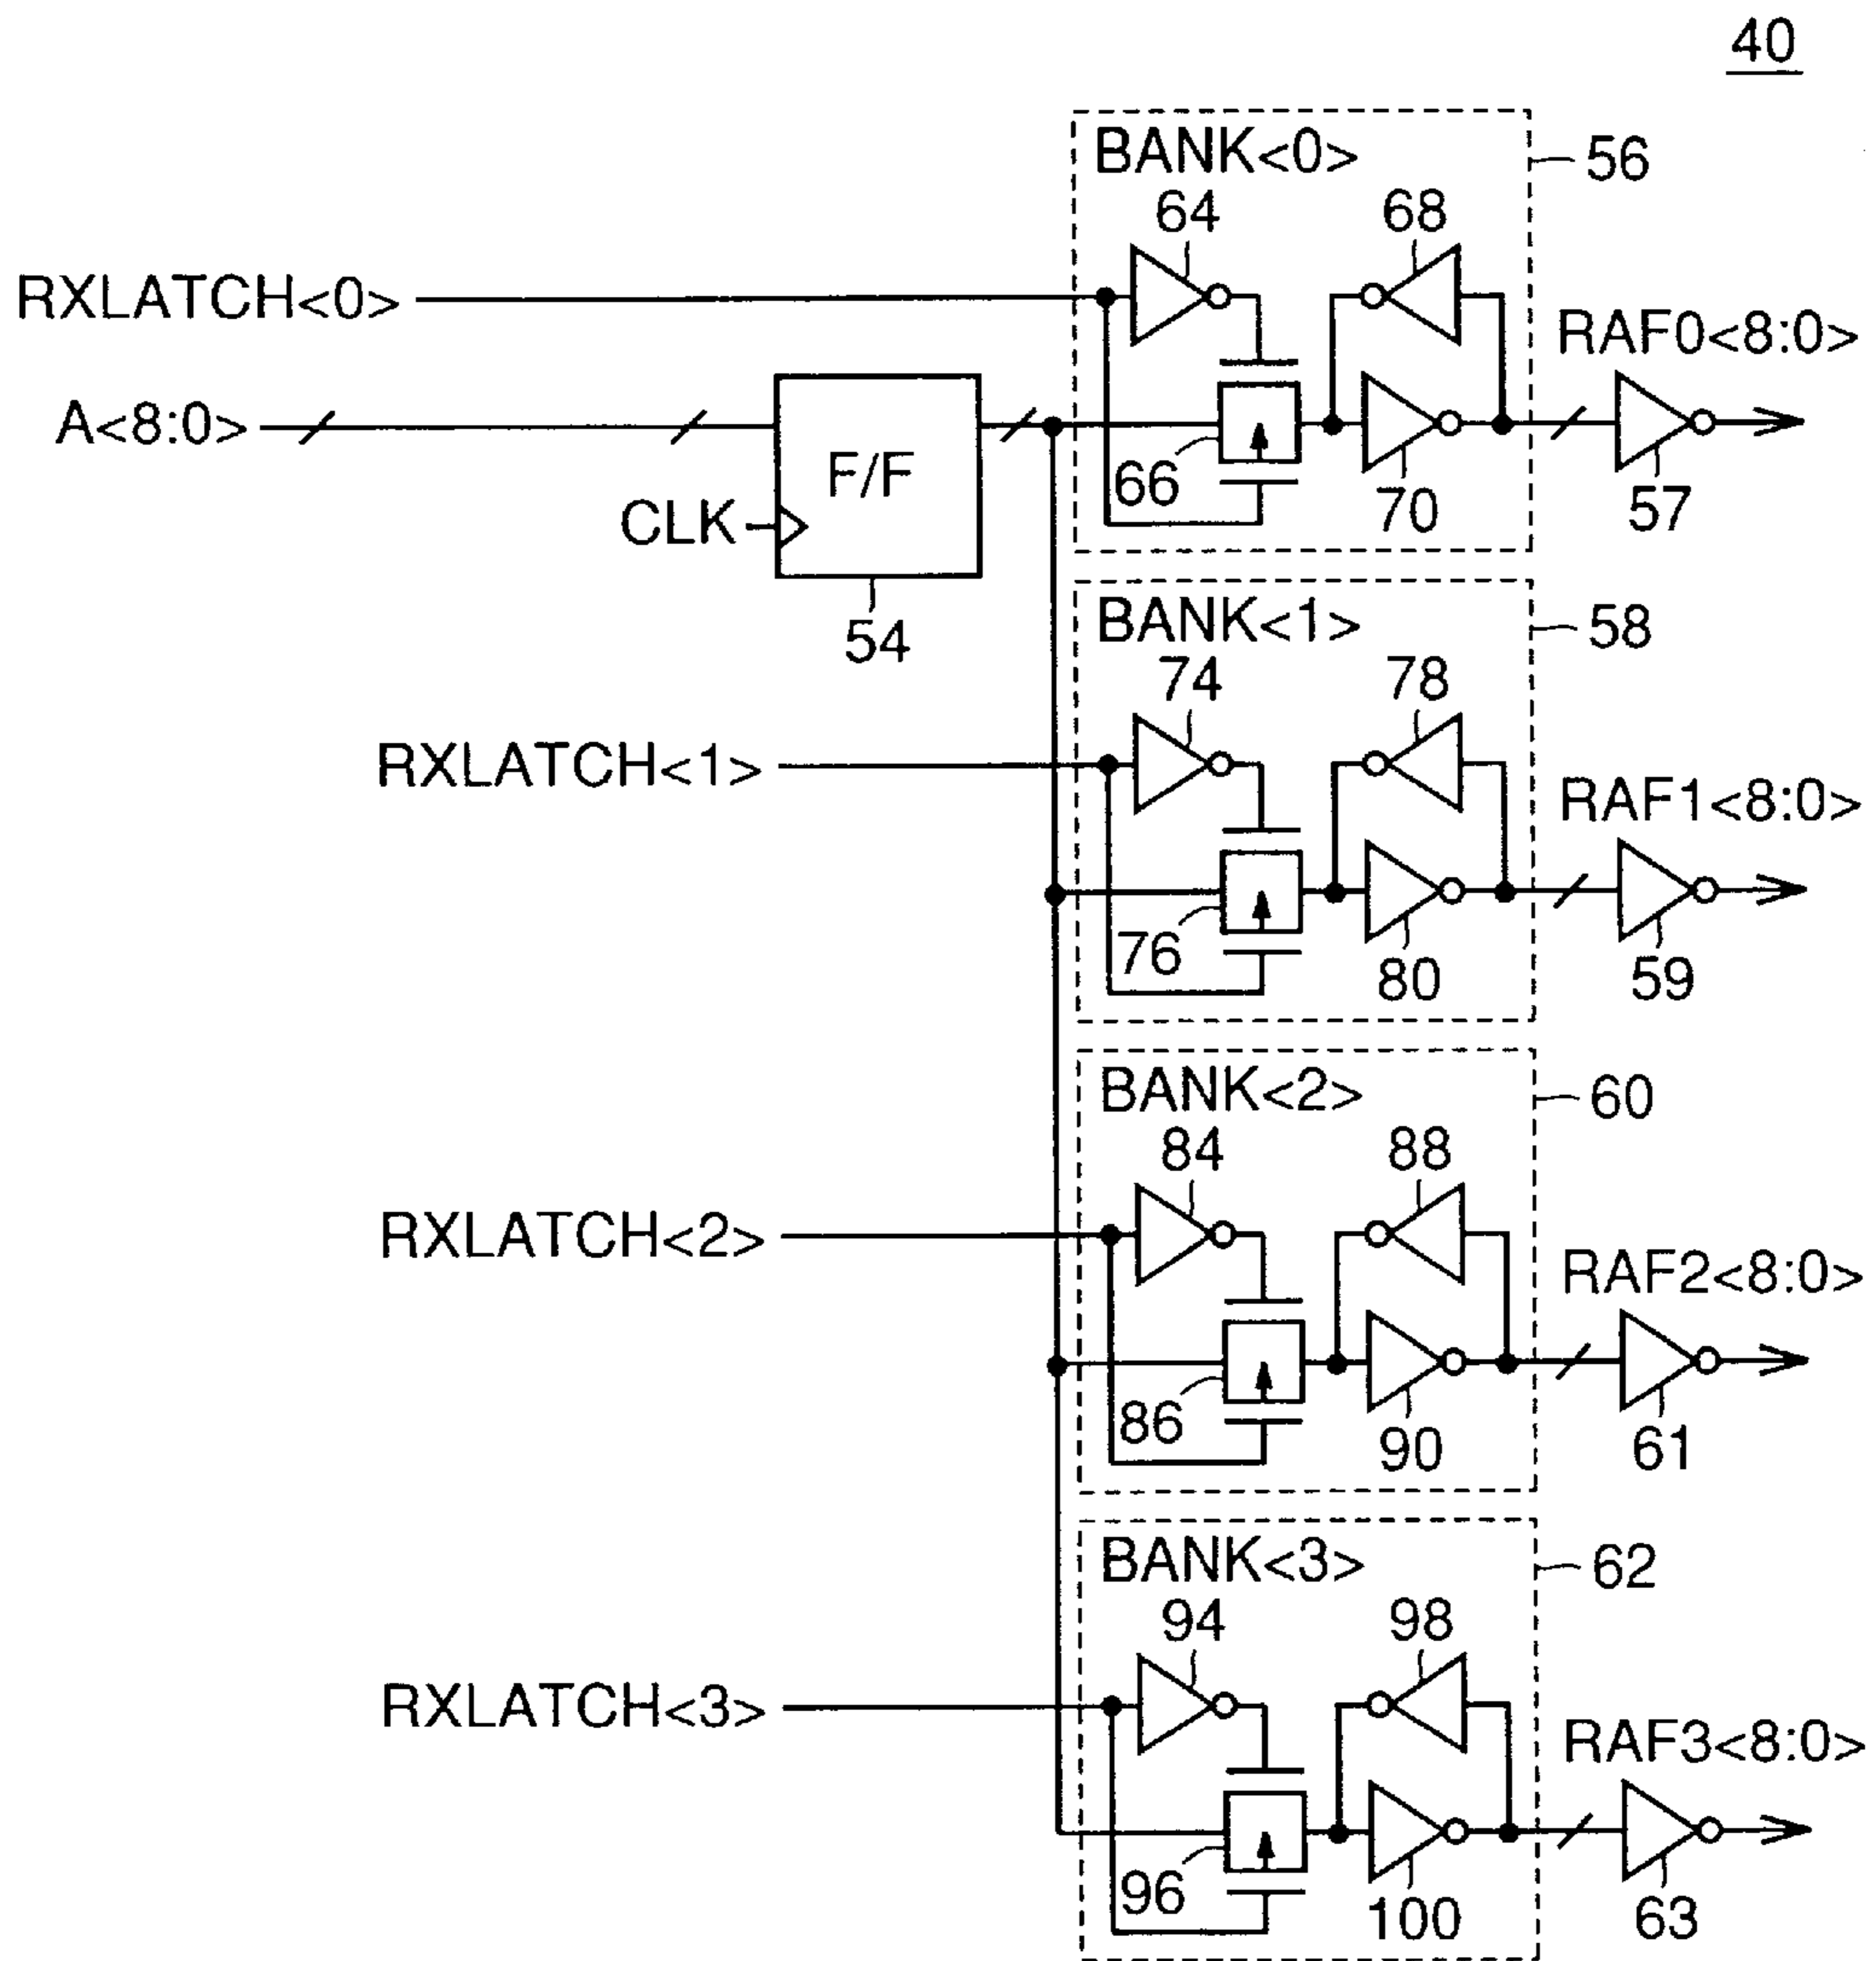 40
BANK<0>
56
64
68
RXLATCH<0>
RAF0<8:0>
A<8:0>
F/F
CLK
66
70
57
54
BANK<1>
58
74
78
RXLATCH<1>
RAF1<8:0>
76
80
59
BANK<2>
60
84
88
RXLATCH<2>
RAF2<8:0>
86
90
61
BANK<3>
62
94
98
RXLATCH<3>
RAF3<8:0>
96
100
63